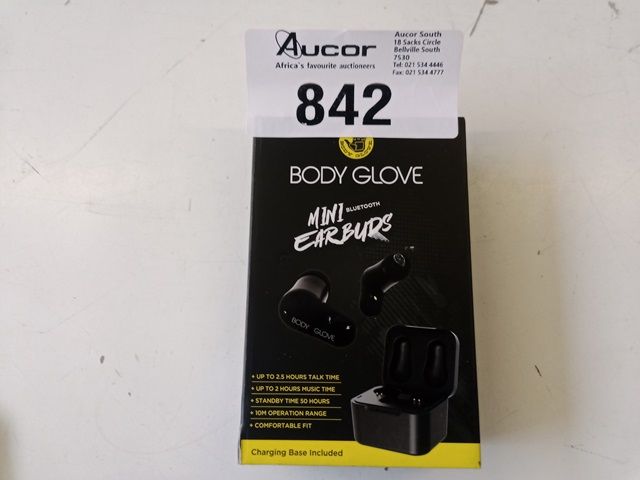 Aucor
Africa's favourite auctioneers
Aucor South
18 Sacks Circle
Bellville South
7530
Tel: 021 534 4446
Fax: 021 534 4777
842
BODY GLOVE
MINI BLUETOOTH
EARBUDS
BODY GLOVE
+ UP TO 2.5 HOURS TALK TIME
+ UP TO 2 HOURS MUSIC TIME
+ STANDBY TIME 50 HOURS
+ 10M OPERATION RANGE
+ COMFORTABLE FIT
Charging Base Included